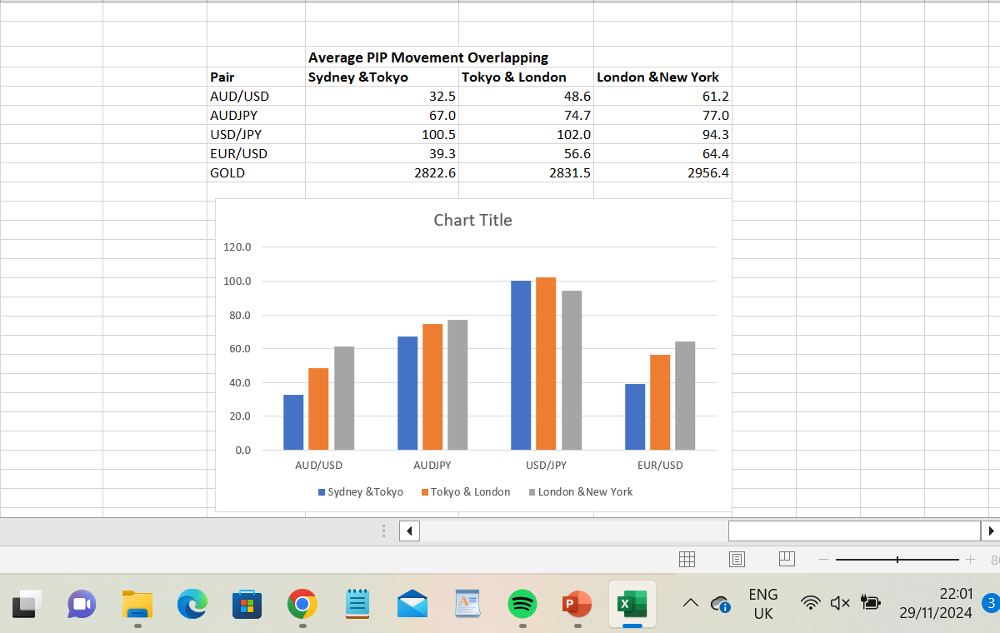 Average PIP Movement Overlapping
Pair Sydney &Tokyo Tokyo & London London &New York
AUD/USD 32.5 48.6 61.2
AUDJPY 67.0 74.7 77.0
USD/JPY 100.5 102.0 94.3
EUR/USD 39.3 56.6 64.4
GOLD 2822.6 2831.5 2956.4
Chart Title
120.0
100.0
80.0
60.0
40.0
20.0
0.0
AUD/USD AUDJPY USD/JPY EUR/USD
Sydney &Tokyo Tokyo & London London &New York
ENG 22:01
UK 29/11/2024
3